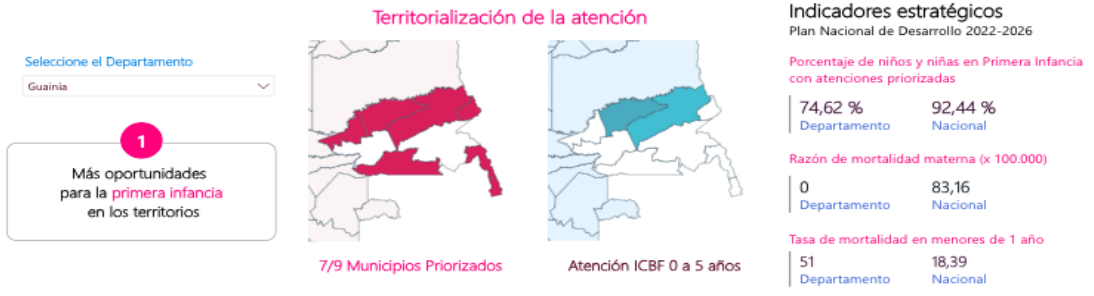 Territorialización de la atención
Seleccione el Departamento
Guainía
1
Más oportunidades
para la primera infancia
en los territorios
7/9 Municipios Priorizados
Atención ICBF 0 a 5 años
Indicadores estratégicos
Plan Nacional de Desarrollo 2022-2026
Porcentaje de niños y niñas en Primera Infancia
con atenciones priorizadas
74,62 % 92,44 %
Departamento Nacional
Razón de mortalidad materna (x 100.000)
0 83,16
Departamento Nacional
Tasa de mortalidad en menores de 1 año
51 18,39
Departamento Nacional